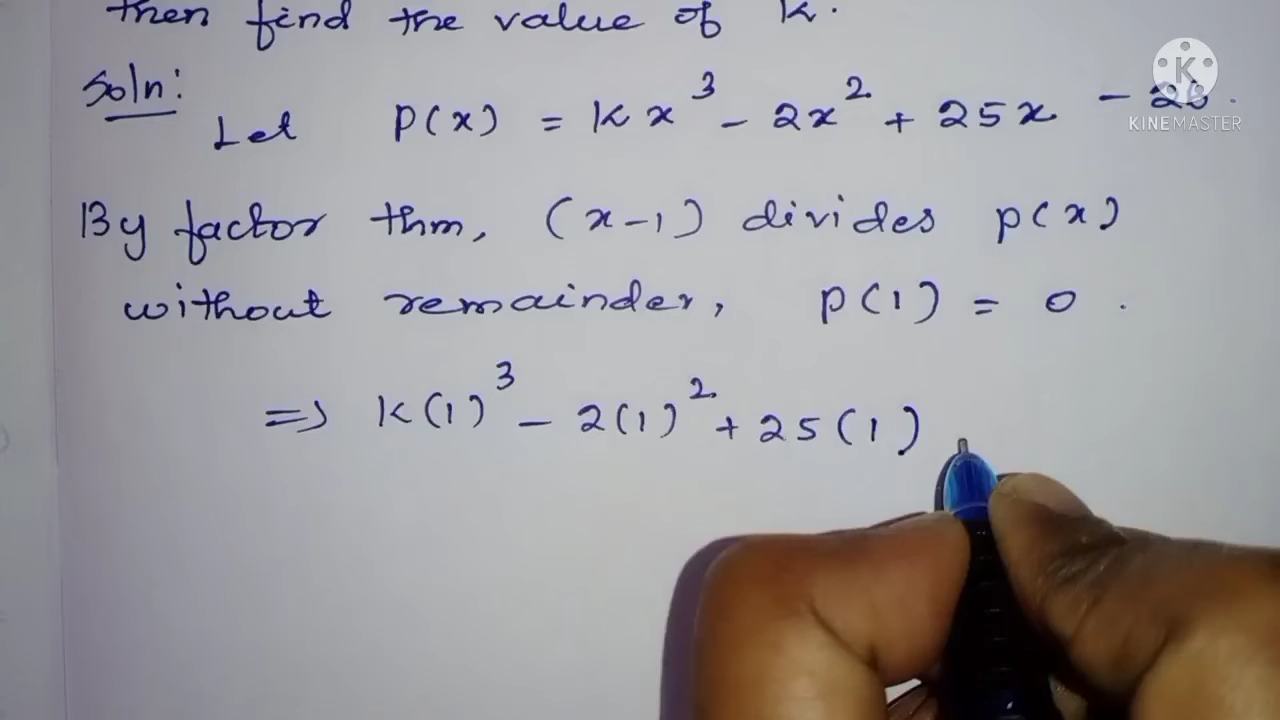 then find the value of k.
Soln:
Let P(x) = kx³ - 2x² + 25x - 2
By factor thm, (x-1) divides p(x)
without remainder, P(1) = 0.
=> k(1)³ - 2(1)² + 25(1)
K
KINEMASTER